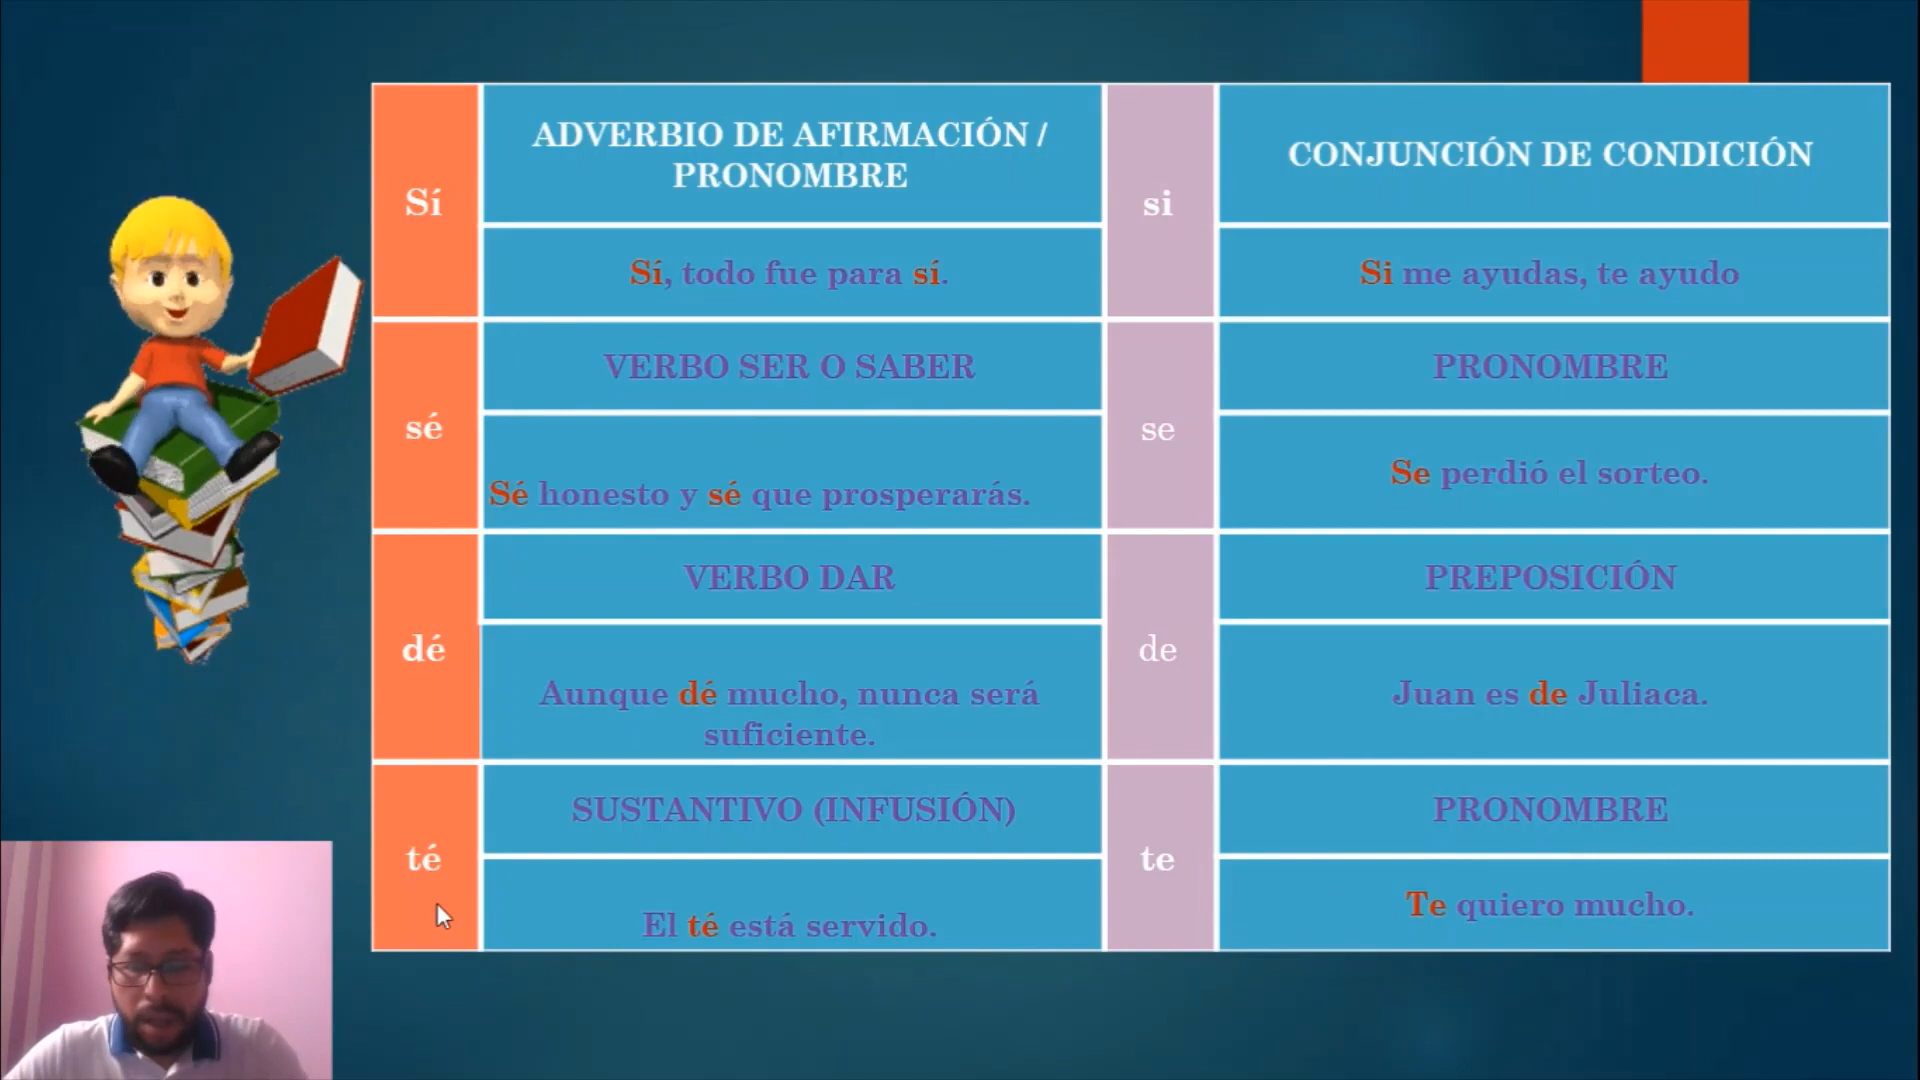 Sí
ADVERBIO DE AFIRMACIÓN /
PRONOMBRE
si
CONJUNCIÓN DE CONDICIÓN
Sí, todo fue para sí.
Si me ayudas, te ayudo
sé
VERBO SER O SABER
se
PRONOMBRE
Sé honesto y sé que prosperarás.
Se perdió el sorteo.
dé
VERBO DAR
de
PREPOSICIÓN
Aunque dé mucho, nunca será
suficiente.
Juan es de Juliaca.
té
SUSTANTIVO (INFUSIÓN)
te
PRONOMBRE
El té está servido.
Te quiero mucho.